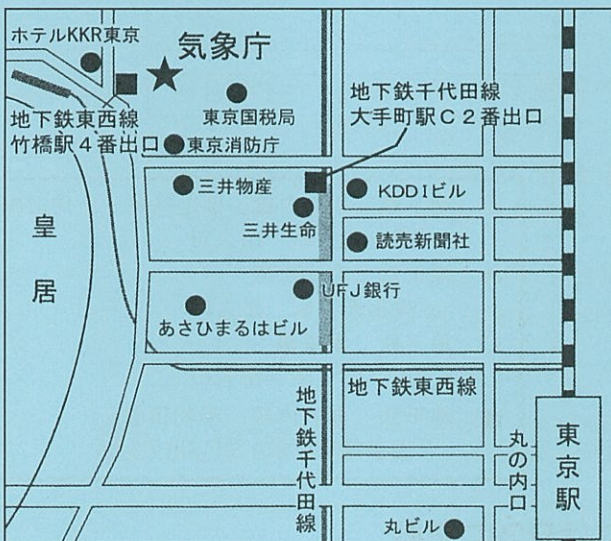 ホテルKKR東京
気象庁
東京国税局
地下鉄東西線
竹橋駅4番出口
東京消防庁
地下鉄千代田線
大手町駅C2番出口
三井物産
KDDIビル
三井生命
読売新聞社
皇居
UFJ銀行
あさひまるはビル
地下鉄東西線
地下鉄千代田線
丸の内口
東京駅
丸ビル